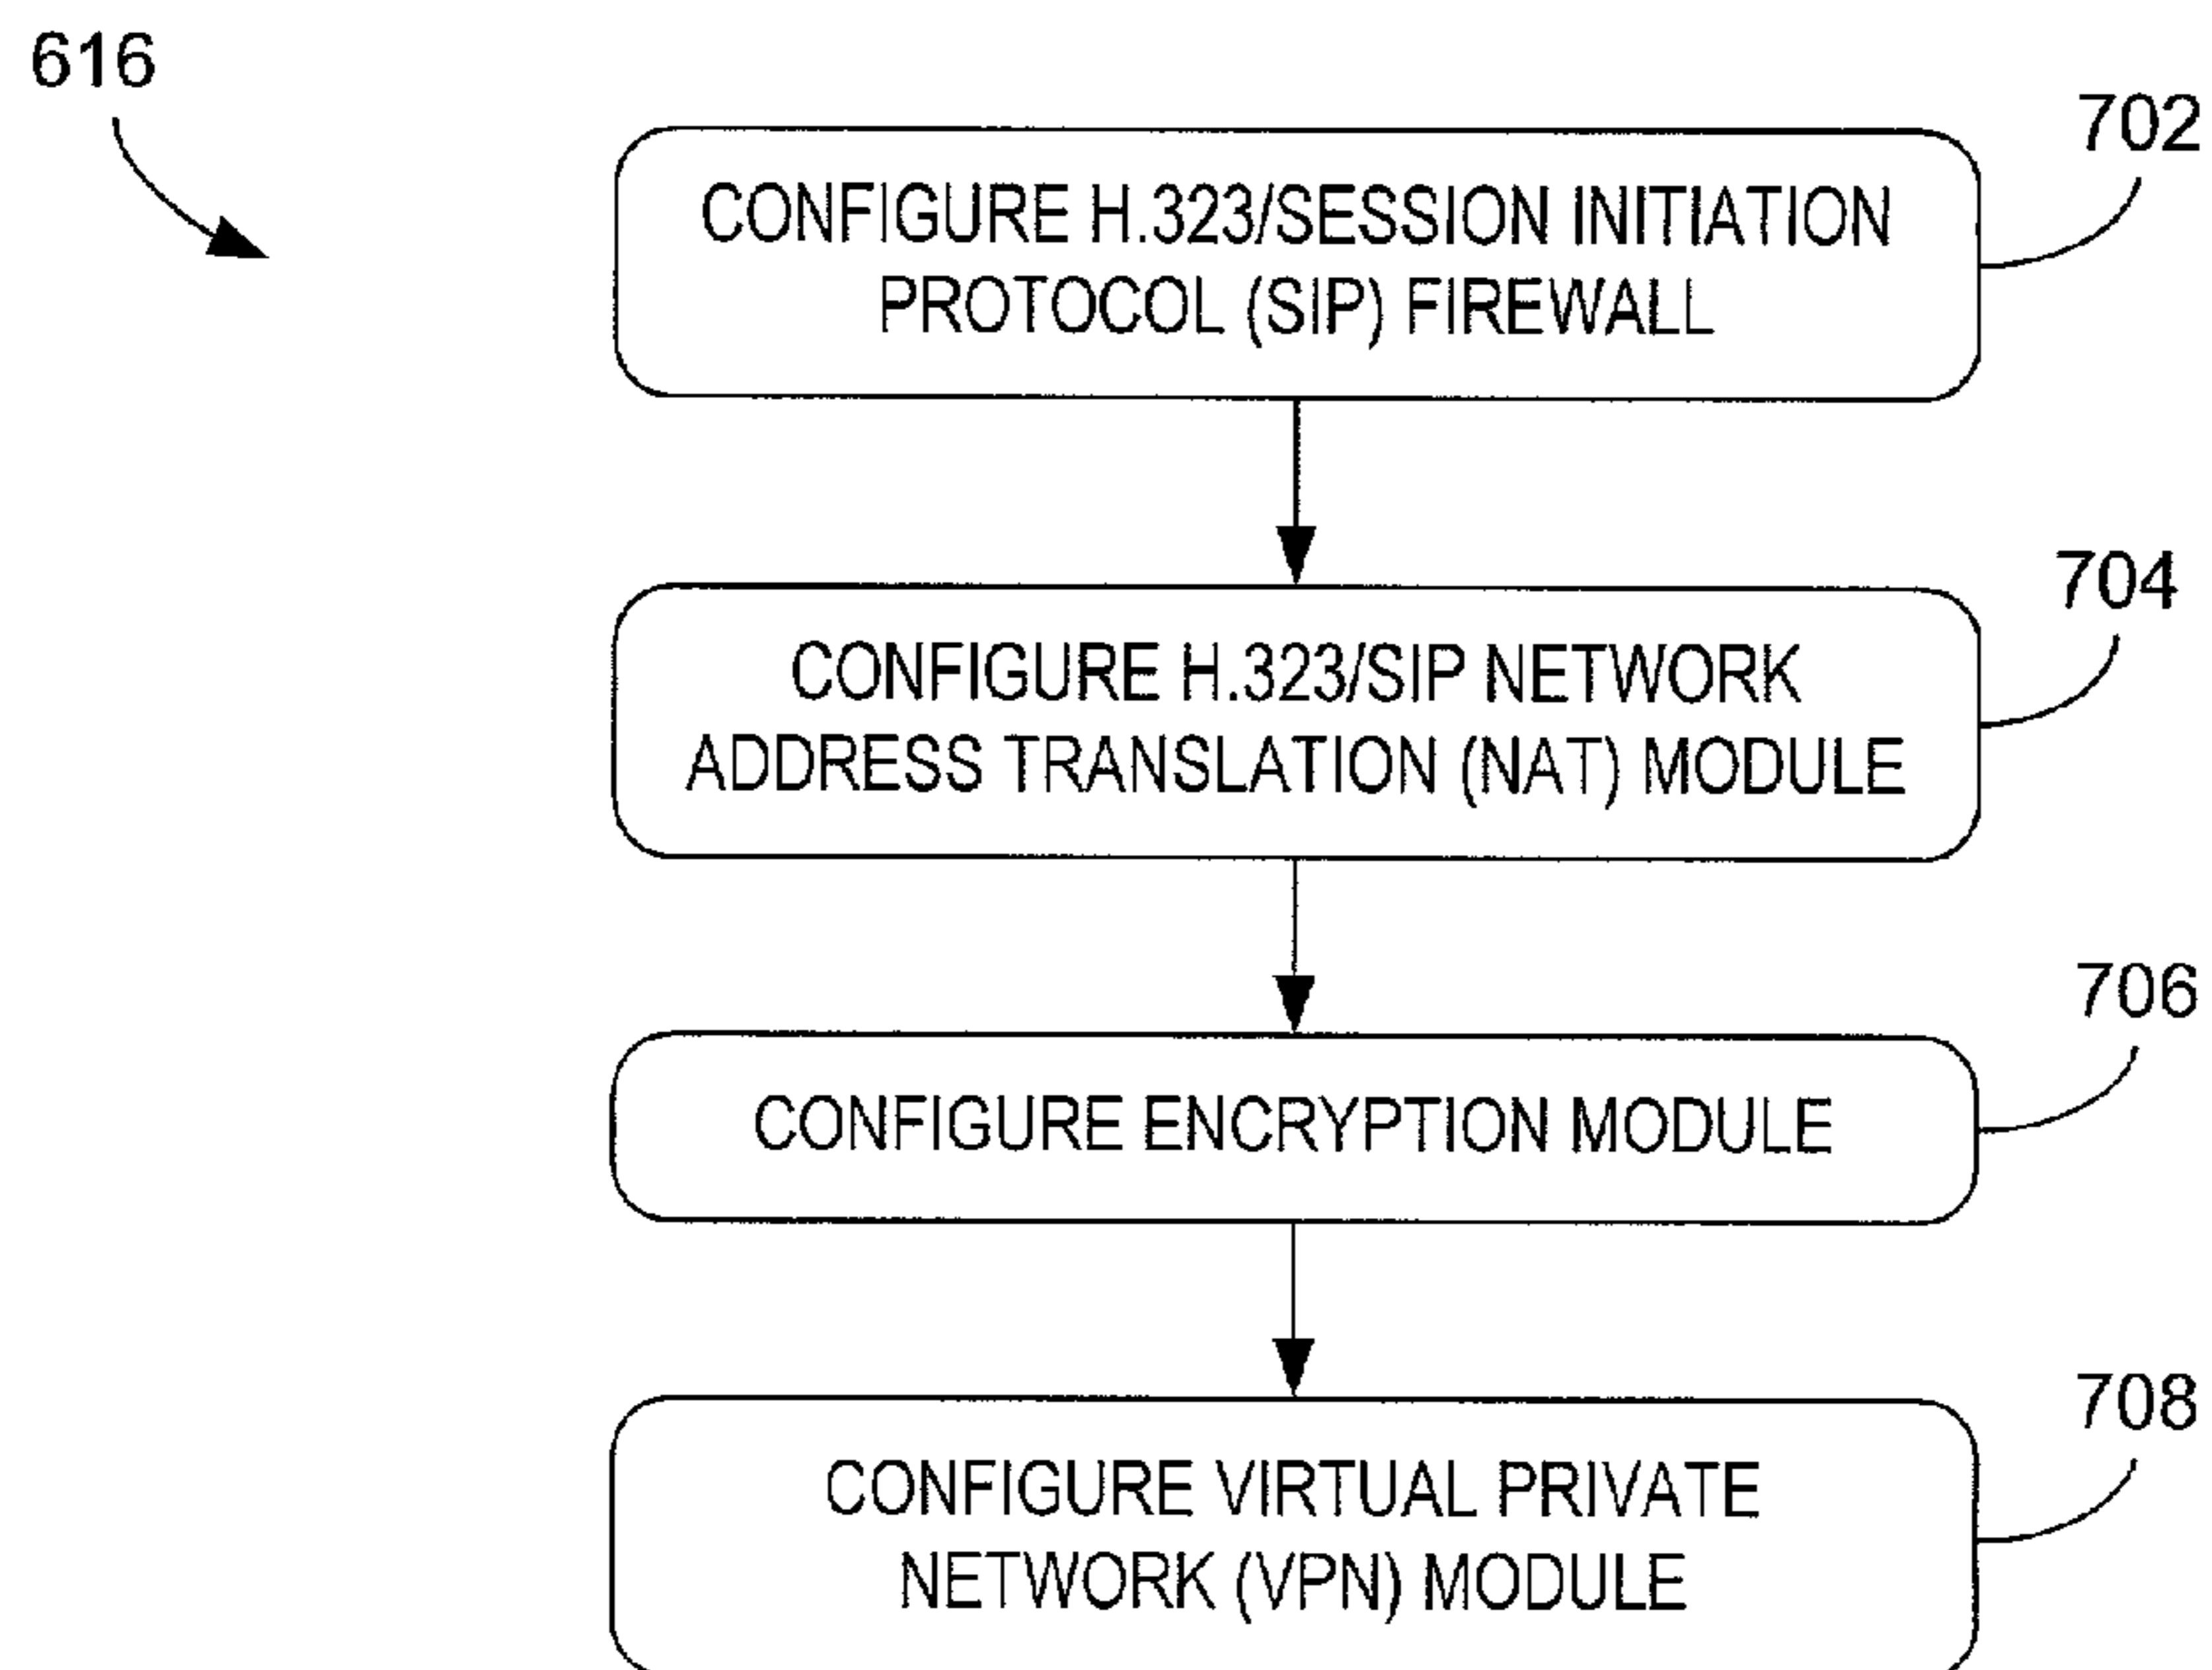 616
702
CONFIGURE H.323/SESSION INITIATION
PROTOCOL (SIP) FIREWALL
704
CONFIGURE H.323/SIP NETWORK
ADDRESS TRANSLATION (NAT) MODULE
706
CONFIGURE ENCRYPTION MODULE
708
CONFIGURE VIRTUAL PRIVATE
NETWORK (VPN) MODULE